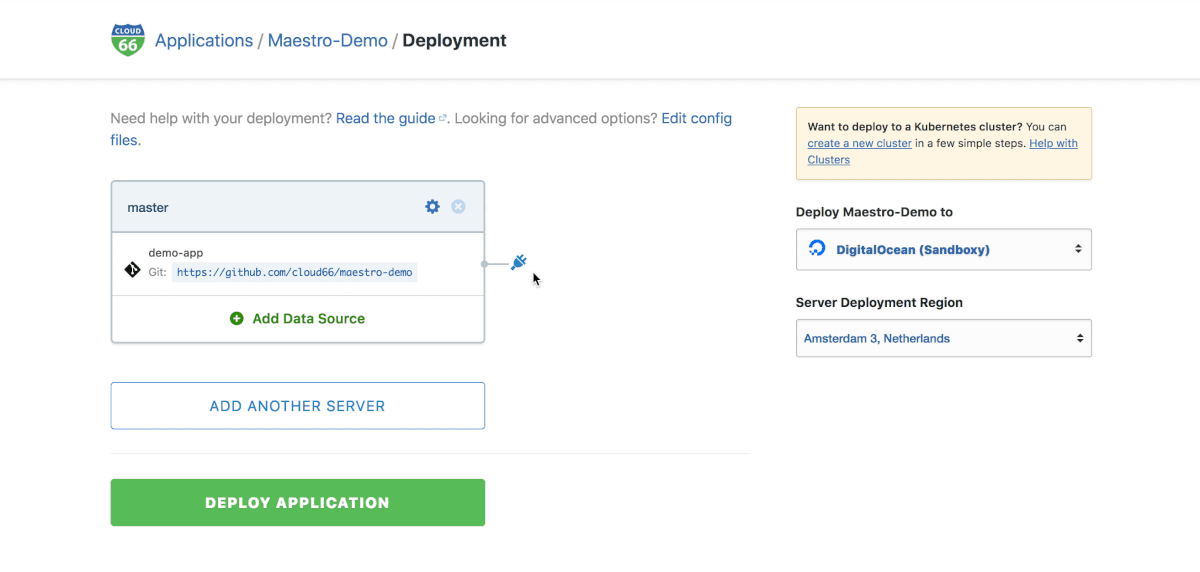 CLOUD
66
Applications / Maestro-Demo / Deployment
Need help with your deployment? Read the guide. Looking for advanced options? Edit config
files.
Want to deploy to a Kubernetes cluster? You can
create a new cluster in a few simple steps. Help with
Clusters
master
demo-app
Git: https://github.com/cloud66/maestro-demo
Add Data Source
Deploy Maestro-Demo to
DigitalOcean (Sandboxy)
Server Deployment Region
Amsterdam 3, Netherlands
ADD ANOTHER SERVER
DEPLOY APPLICATION